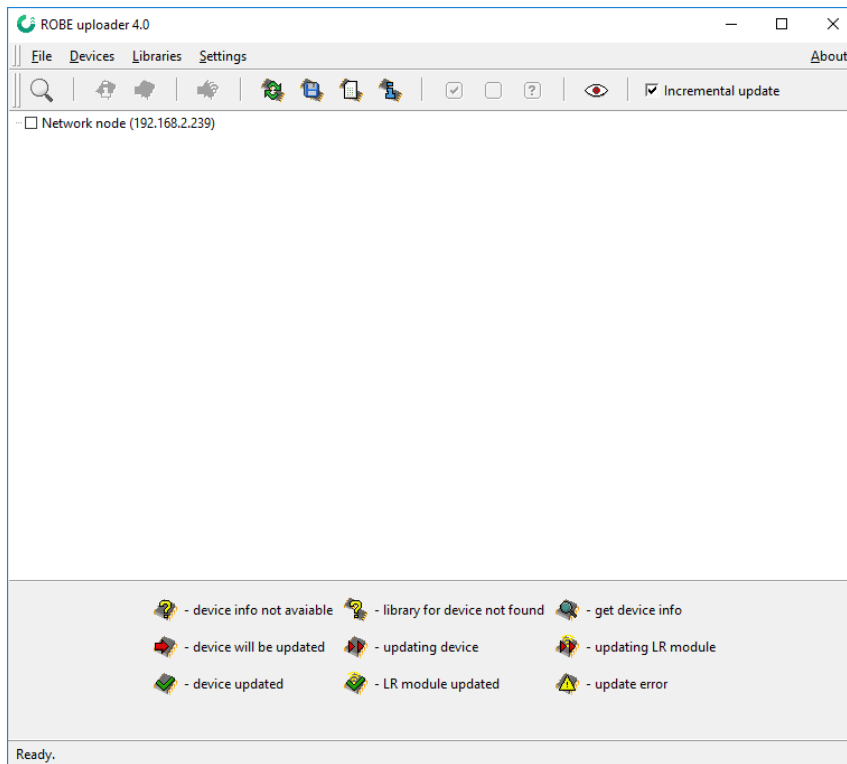 ROBE uploader 4.0
File Devices Libraries Settings About
? Incremental update
Network node (192.168.2.239)
- device info not avaiable - library for device not found - get device info
- device will be updated - updating device - updating LR module
- device updated - LR module updated - update error
Ready.